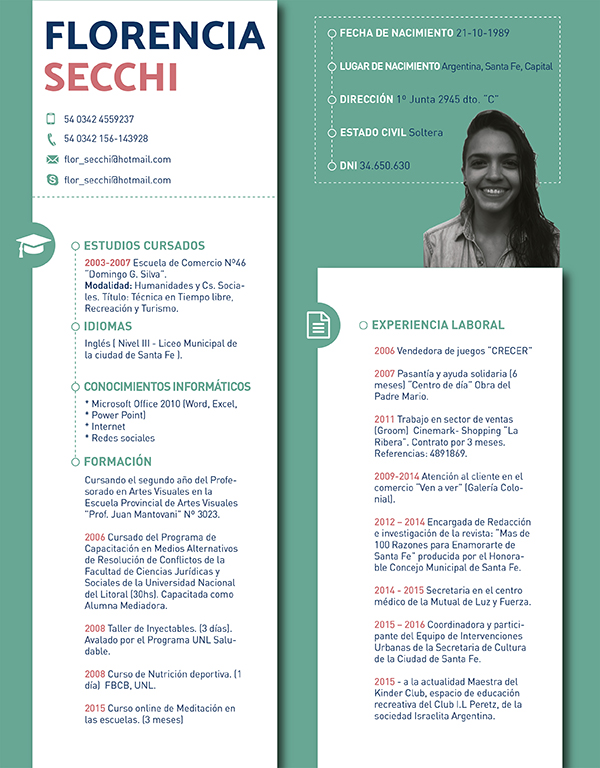 FLORENCIA
SECCHI
54 0342 4559237
54 0342 156-143928
flor_secchi@hotmail.com
flor_secchi@hotmail.com
FECHA DE NACIMIENTO 21-10-1989
LUGAR DE NACIMIENTO Argentina, Santa Fe, Capital
DIRECCIÓN 1º Junta 2945 dto. "C"
ESTADO CIVIL Soltera
DNI 34.650.630
ESTUDIOS CURSADOS
2003-2007 Escuela de Comercio Nº46
"Domingo G. Silva".
Modalidad: Humanidades y Cs. Socia-
les. Título: Técnica en Tiempo libre,
Recreación y Turismo.
IDIOMAS
Inglés ( Nivel III - Liceo Municipal de
la ciudad de Santa Fe ).
CONOCIMIENTOS INFORMÁTICOS
* Microsoft Office 2010 (Word, Excel,
* Power Point)
* Internet
* Redes sociales
FORMACIÓN
Cursando el segundo año del Profe-
sorado en Artes Visuales en la
Escuela Provincial de Artes Visuales
"Prof. Juan Mantovani" Nº 3023.
2006 Cursado del Programa de
Capacitación en Medios Alternativos
de Resolución de Conflictos de la
Facultad de Ciencias Jurídicas y
Sociales de la Universidad Nacional
del Litoral (30hs). Capacitada como
Alumna Mediadora.
2008 Taller de Inyectables. (3 días).
Avalado por el Programa UNL Salu-
dable.
2008 Curso de Nutrición deportiva. (1
día) FBCB, UNL.
2015 Curso online de Meditación en
las escuelas. (3 meses)
EXPERIENCIA LABORAL
2006 Vendedora de juegos "CRECER"
2007 Pasantía y ayuda solidaria (6
meses) "Centro de día" Obra del
Padre Mario.
2011 Trabajo en sector de ventas
(Groom) Cinemark- Shopping "La
Ribera". Contrato por 3 meses.
Referencias: 4891869.
2009-2014 Atención al cliente en el
comercio "Ven a ver" (Galería Colo-
nial).
2012 – 2014 Encargada de Redacción
e investigación de la revista: "Mas de
100 Razones para Enamorarte de
Santa Fe" producida por el Honora-
ble Concejo Municipal de Santa Fe.
2014 - 2015 Secretaria en el centro
médico de la Mutual de Luz y Fuerza.
2015 – 2016 Coordinadora y partici-
pante del Equipo de Intervenciones
Urbanas de la Secretaria de Cultura
de la Ciudad de Santa Fe.
2015 - a la actualidad Maestra del
Kinder Club, espacio de educación
recreativa del Club I.L Peretz, de la
sociedad Israelita Argentina.